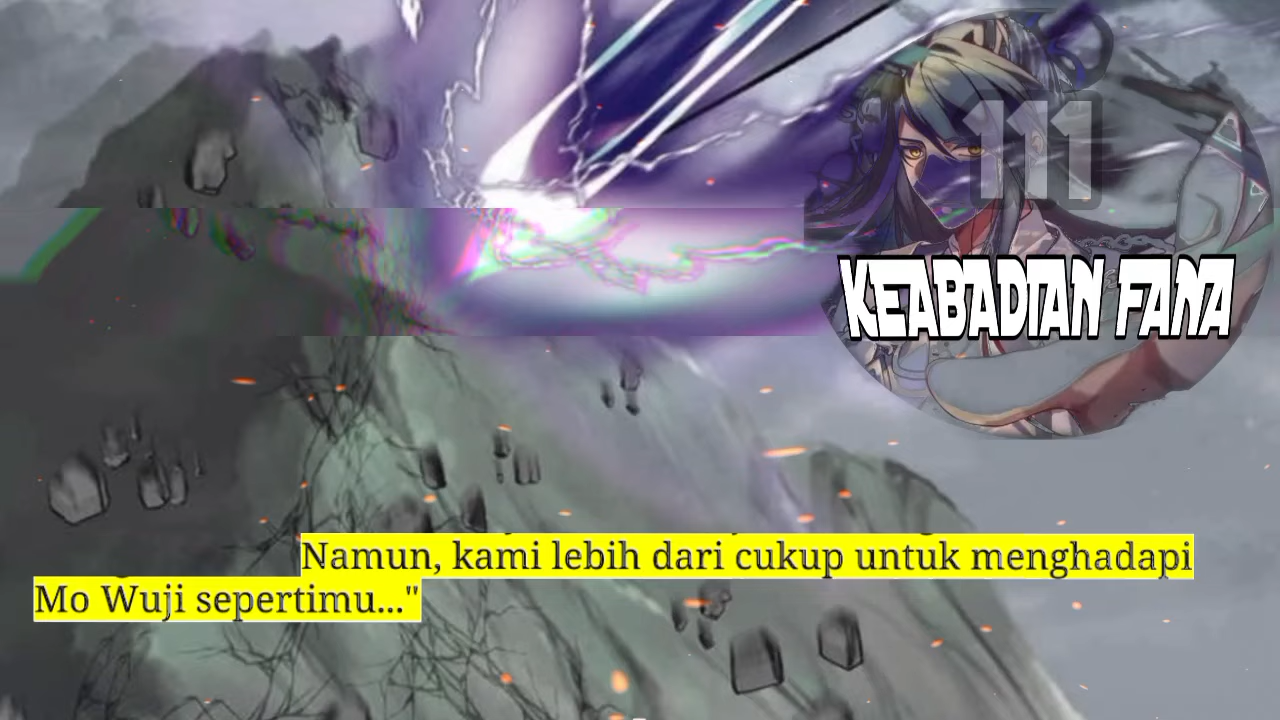 111
KEABADIAN FANA
Namun, kami lebih dari cukup untuk menghadapi
Mo Wuji sepertimu..."